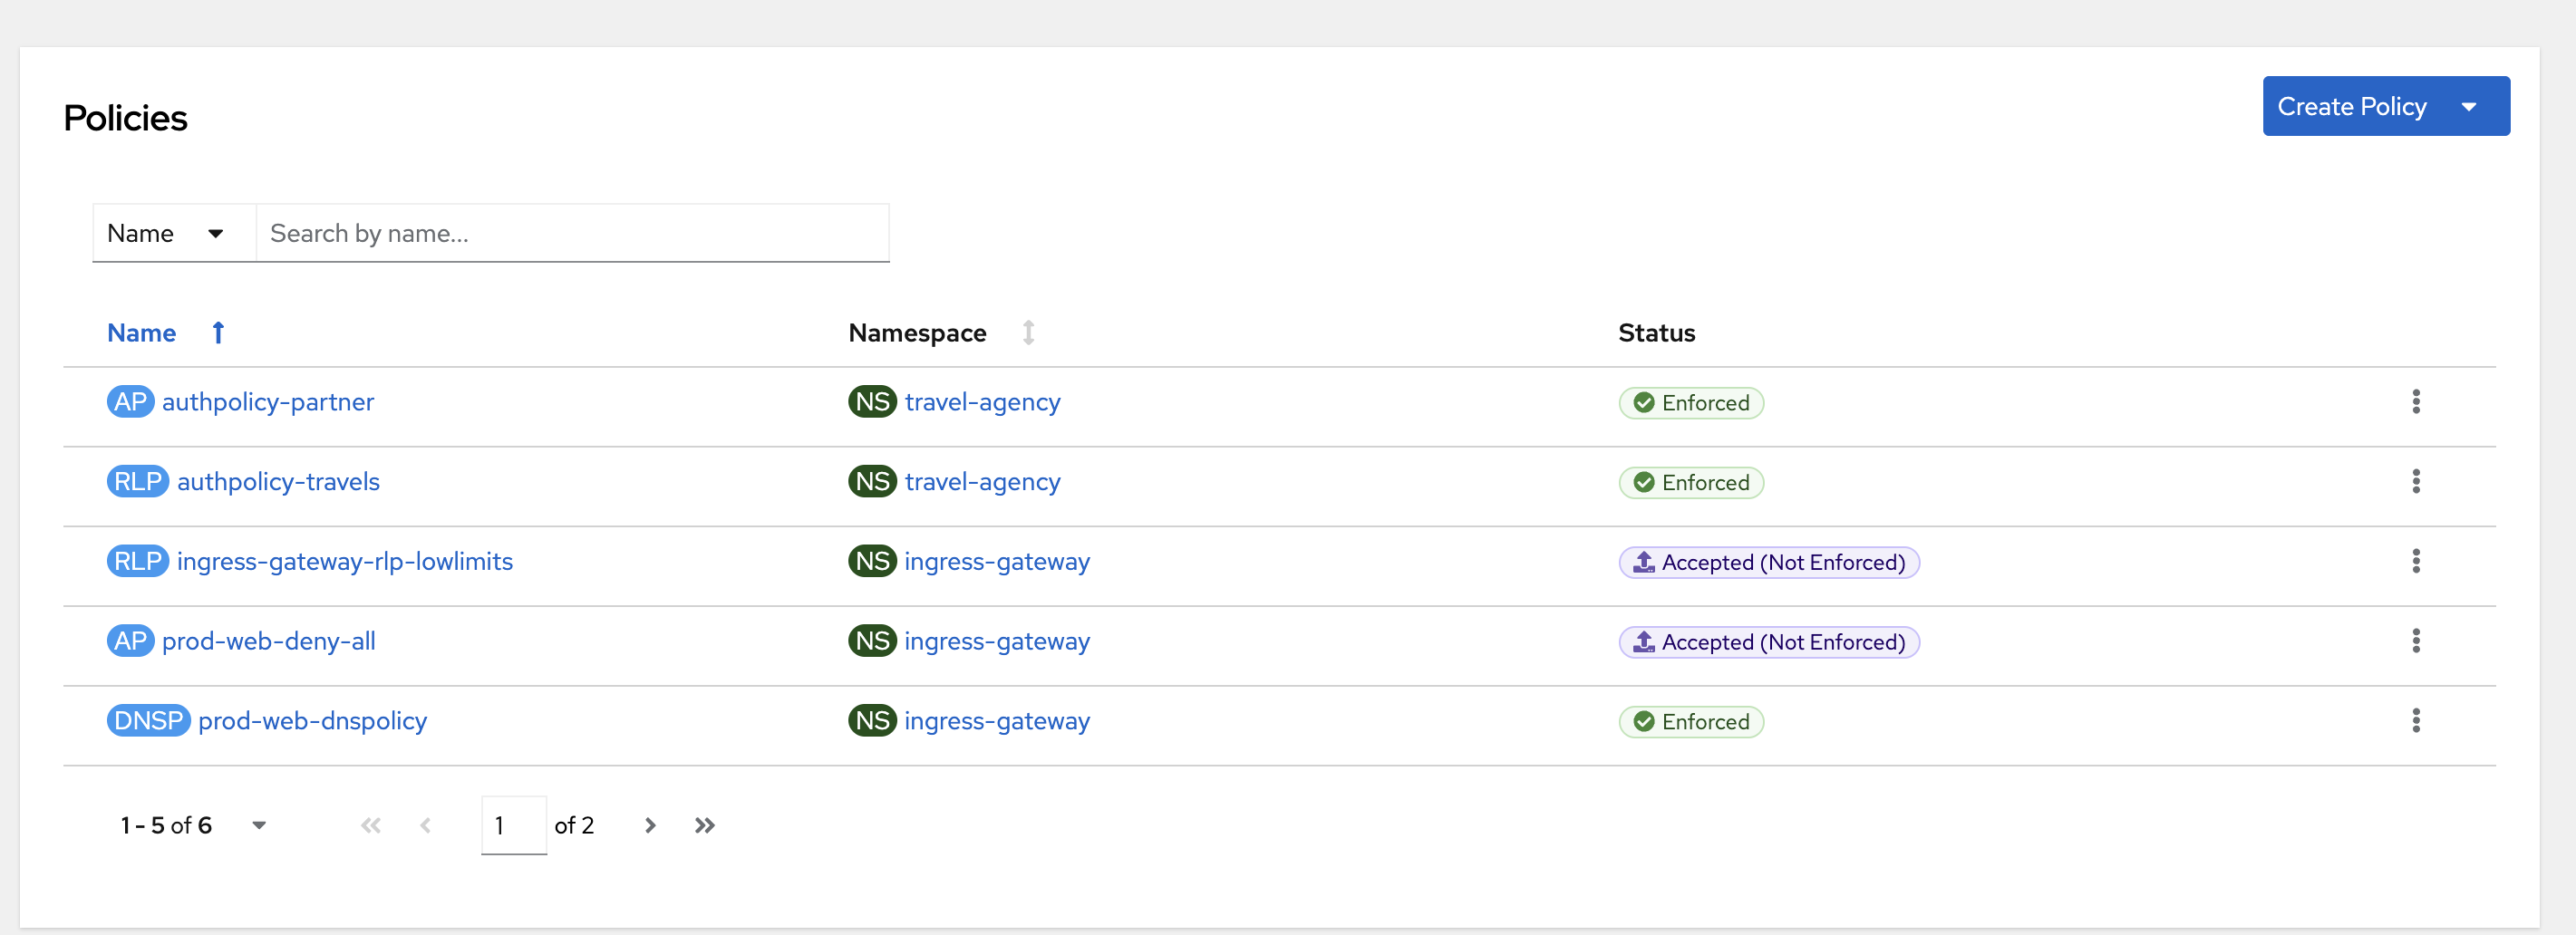 Policies
Create Policy
Name Search by name...
Name Namespace Status
AP authpolicy-partner NS travel-agency Enforced
RLP authpolicy-travels NS travel-agency Enforced
RLP ingress-gateway-rlp-lowlimits NS ingress-gateway Accepted (Not Enforced)
AP prod-web-deny-all NS ingress-gateway Accepted (Not Enforced)
DNSP prod-web-dnspolicy NS ingress-gateway Enforced
1 - 5 of 6 1 of 2